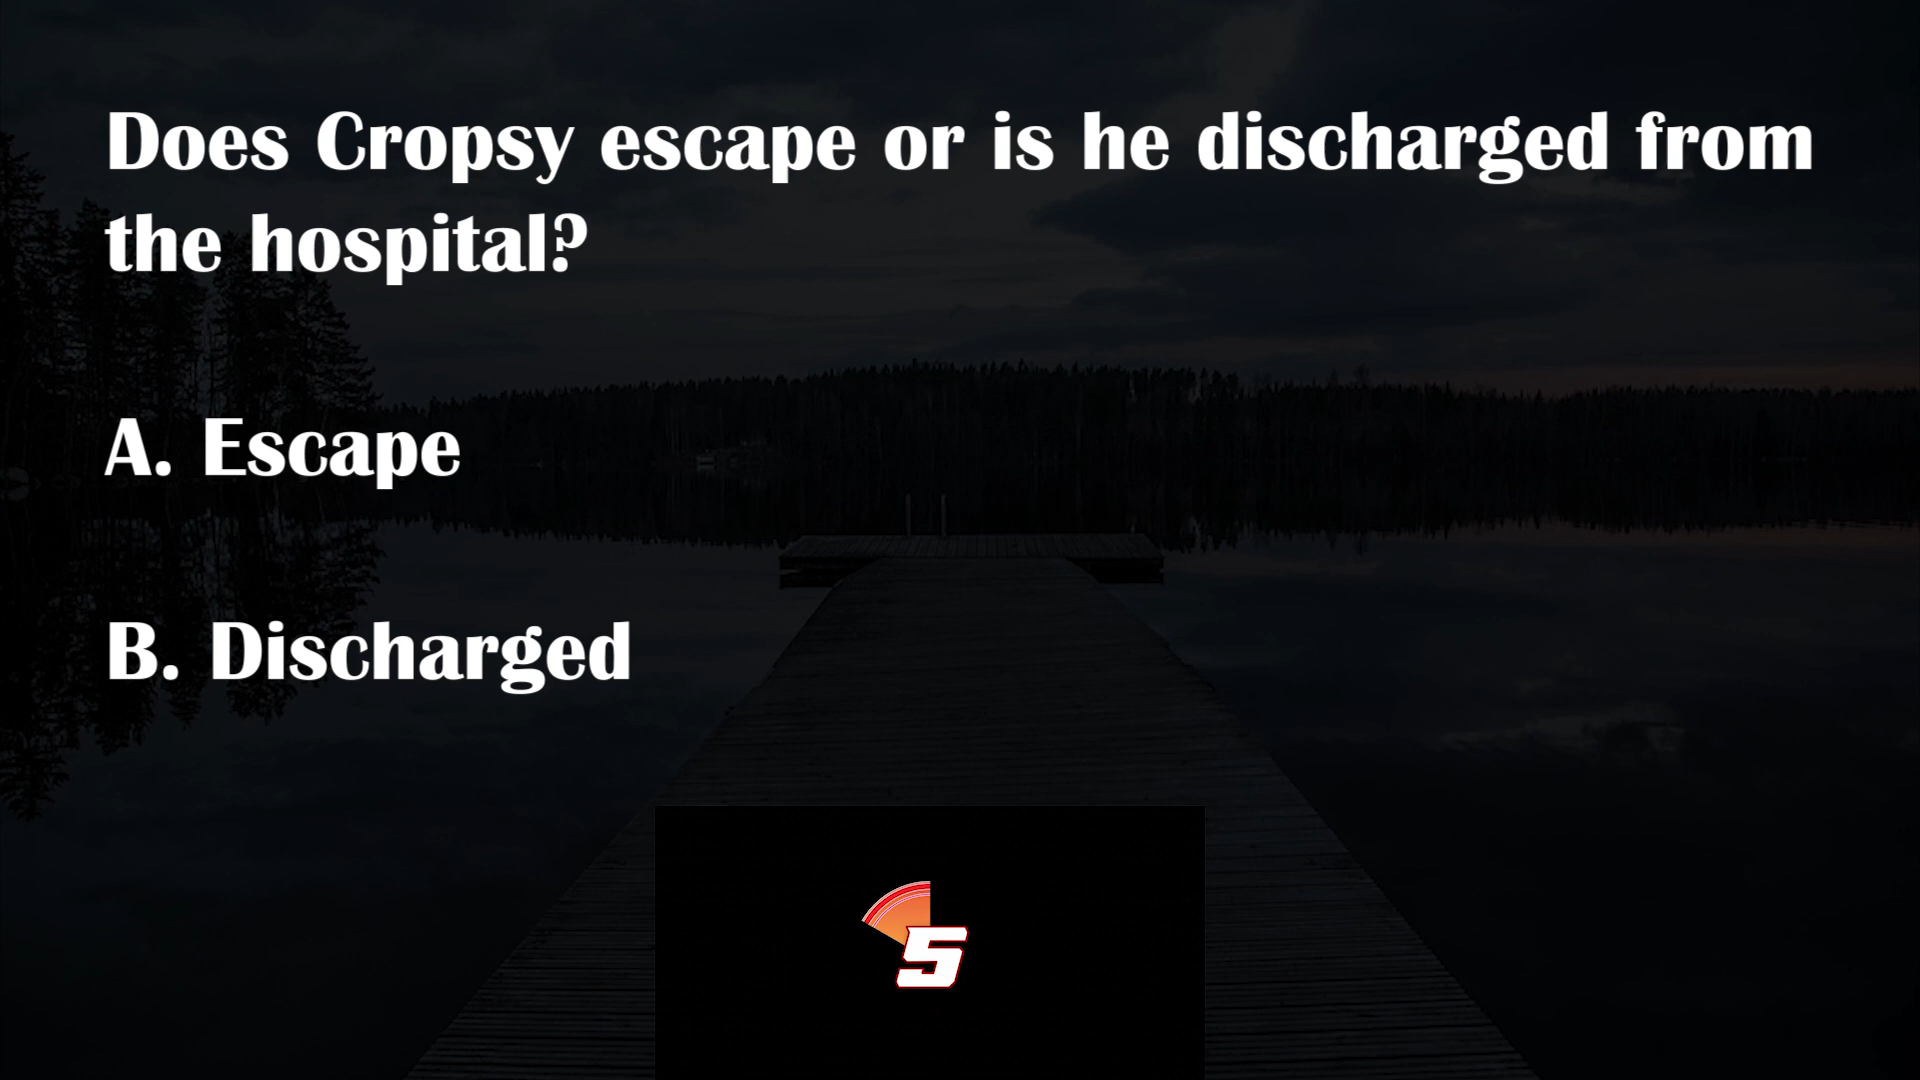 Does Cropsy escape or is he discharged from
the hospital?
A. Escape
B. Discharged
5